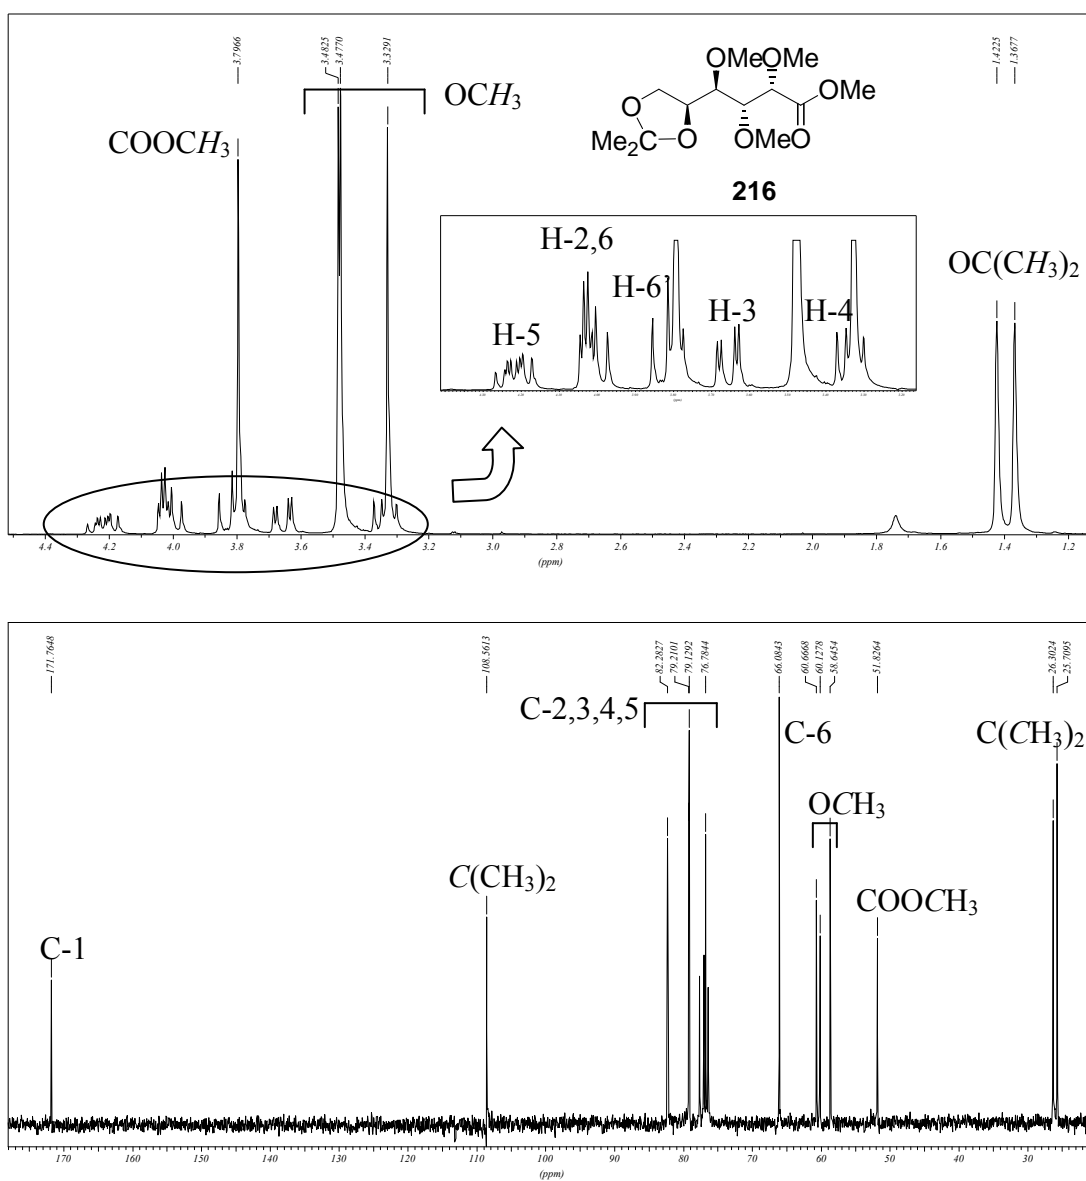 3.7966
3.4825
3.4770
3.3291
1.4225
1.3677
OCH3
COOCH3
OMe OMe
OMe
O
O
Me2C
OMe O
216
H-2,6
H-6'
H-5
H-3
H-4
OC(CH3)2
4.4 4.2 4.0 3.8 3.6 3.4 3.2 3.0 2.8 2.6 2.4 2.2 2.0 1.8 1.6 1.4 1.2
(ppm)
171.7648
108.5613
82.2827
79.2101
79.1292
76.7844
66.0843
60.6668
60.1278
58.6454
51.8264
26.3024
25.7095
C-2,3,4,5
C-6
C(CH3)2
OCH3
C(CH3)2
COOCH3
C-1
170 160 150 140 130 120 110 100 90 80 70 60 50 40 30
(ppm)